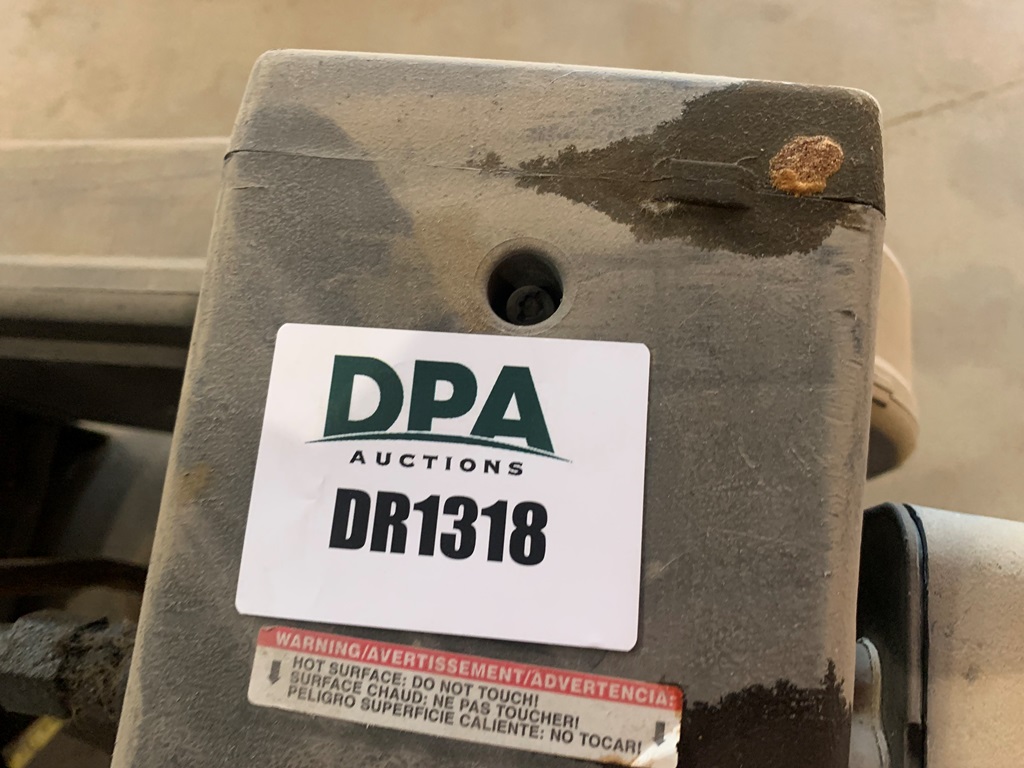 DPA
AUCTIONS
DR1318
WARNING/AVERTISSEMENT/ADVERTENCIA:
HOT SURFACE: DO NOT TOUCH!
SURFACE CHAUD: NE PAS TOUCHER!
PELIGRO SUPERFICIE CALIENTE: NO TOCAR!